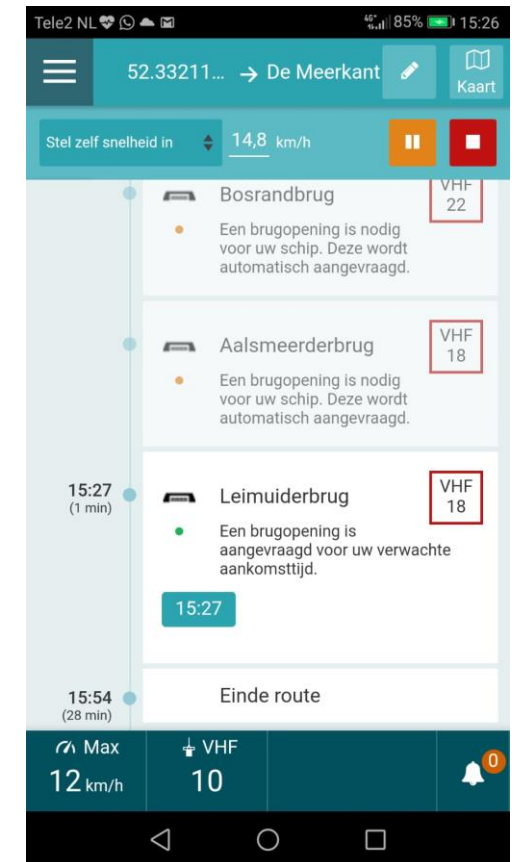 Tele2 NL 85% 15:26
52.33211... → De Meerkant
Kaart
Stel zelf snelheid in 14,8 km/h
Bosrandbrug
VHF
22
Een brugopening is nodig
voor uw schip. Deze wordt
automatisch aangevraagd.
Aalsmeerderbrug
VHF
18
Een brugopening is nodig
voor uw schip. Deze wordt
automatisch aangevraagd.
15:27
(1 min)
Leimuiderbrug
VHF
18
Een brugopening is
aangevraagd voor uw verwachte
aankomsttijd.
15:27
15:54
(28 min)
Einde route
Max
12 km/h
VHF
10
0